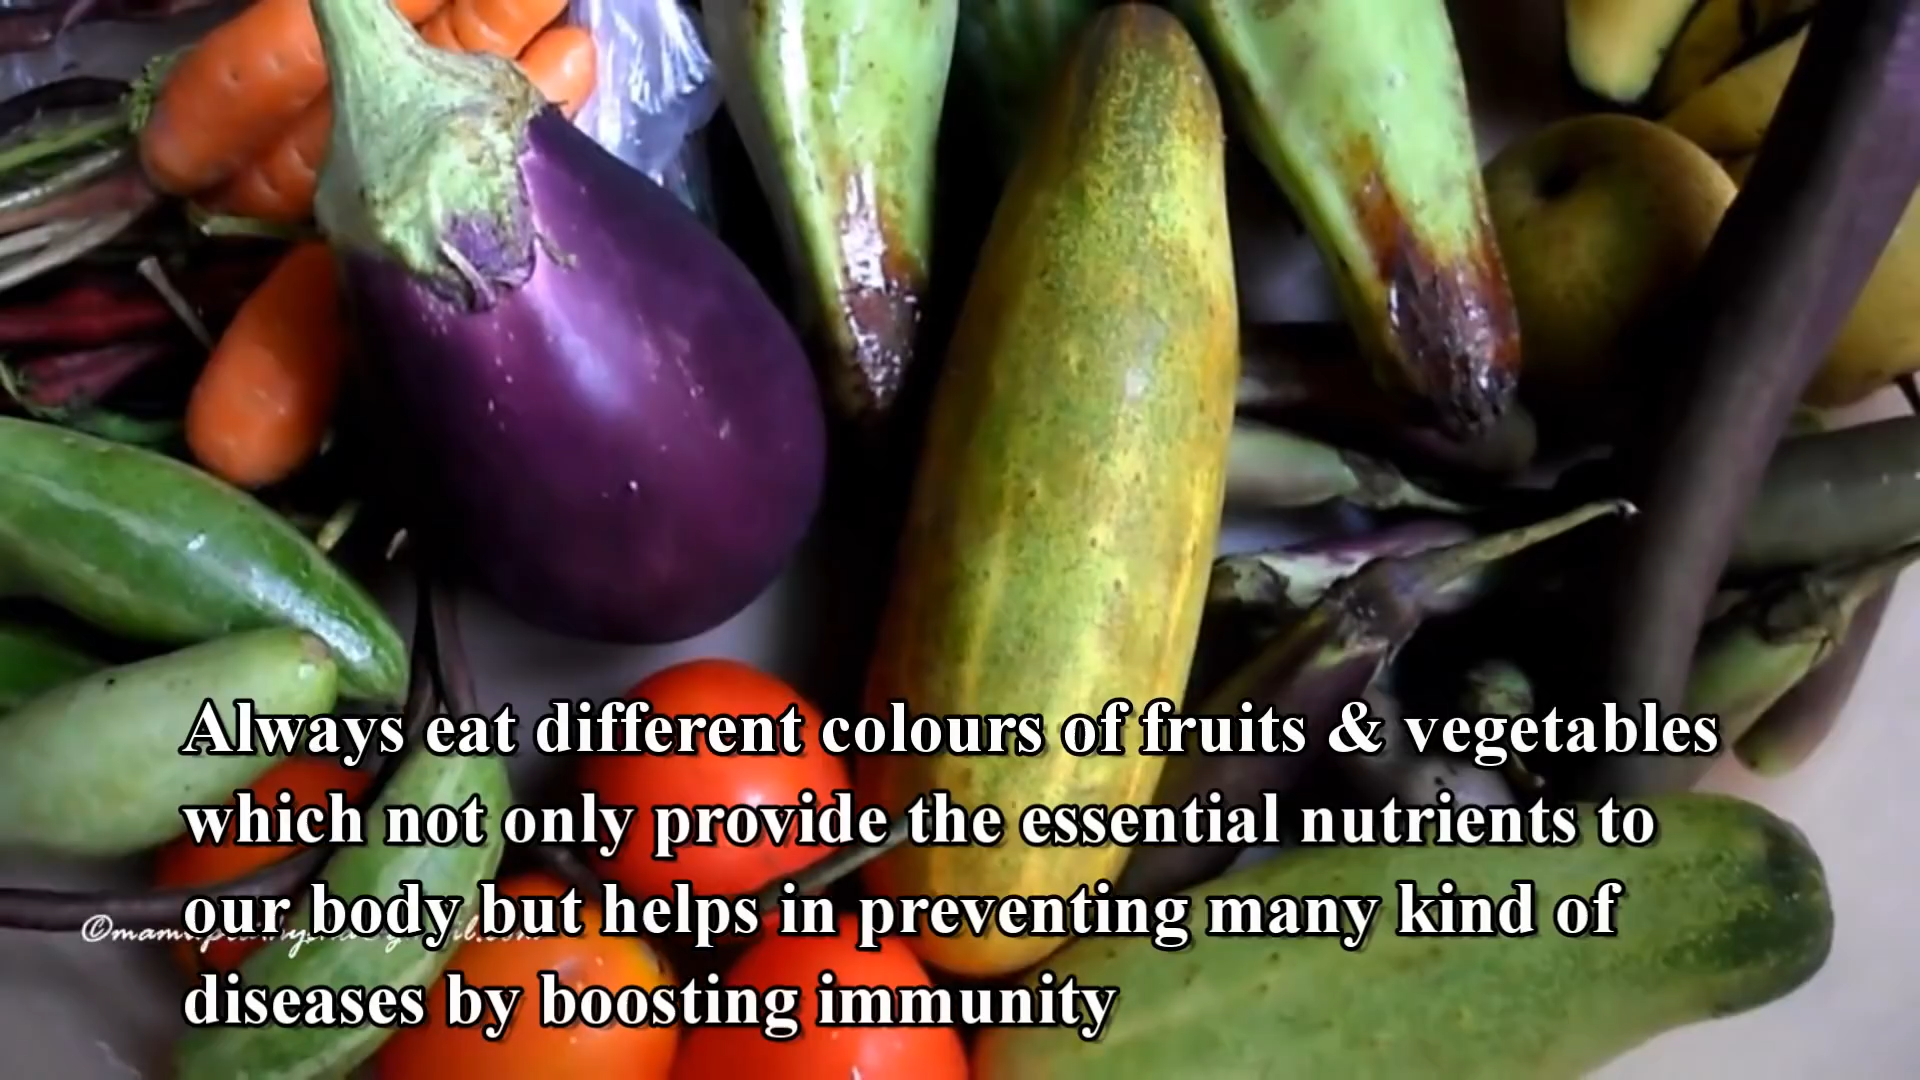 Always eat different colours of fruits & vegetables
which not only provide the essential nutrients to
our body but helps in preventing many kind of
diseases by boosting immunity